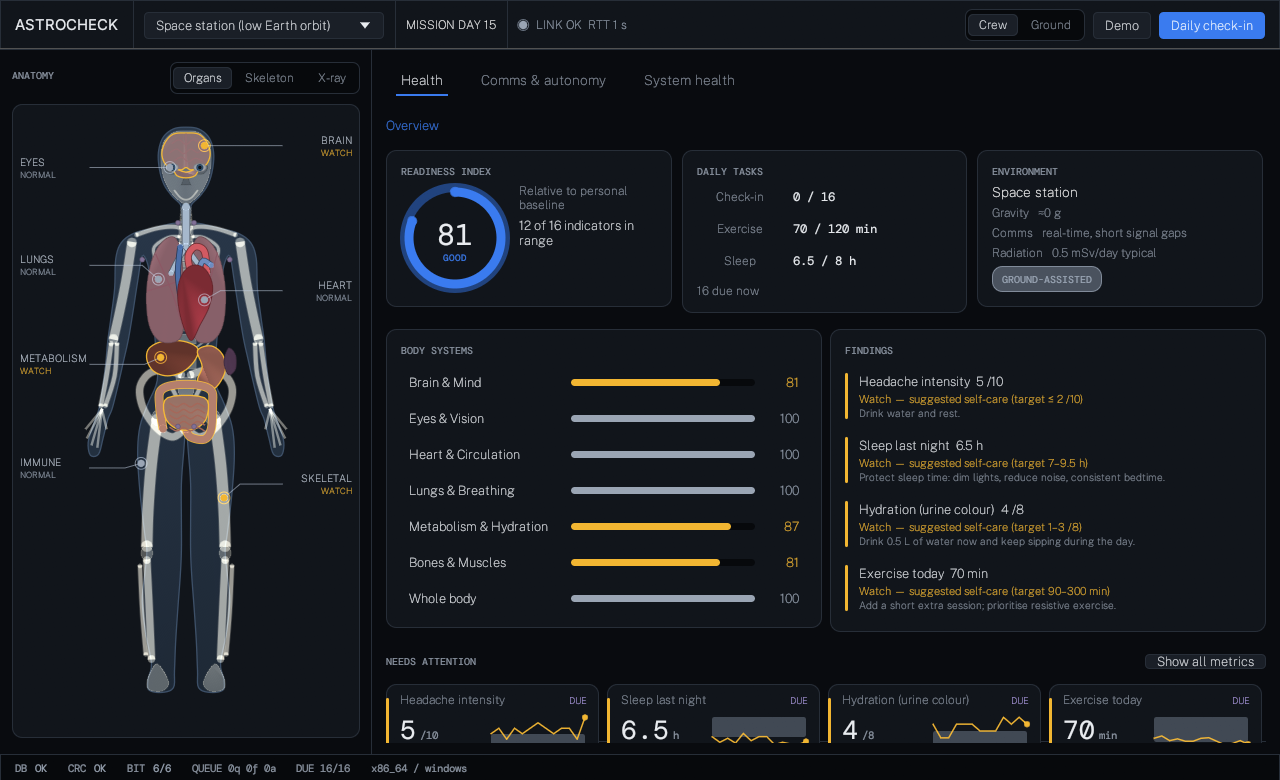 ASTROCHECK
Space station (low Earth orbit)
MISSION DAY 15
LINK OK RTT 1 s
Crew
Ground
Demo
Daily check-in
ANATOMY
Organs
Skeleton
X-ray
BRAIN
WATCH
EYES
NORMAL
LUNGS
NORMAL
HEART
NORMAL
METABOLISM
WATCH
IMMUNE
NORMAL
SKELETAL
WATCH
Health
Comms & autonomy
System health
Overview
READINESS INDEX
81
GOOD
Relative to personal
baseline
12 of 16 indicators in
range
DAILY TASKS
Check-in 0 / 16
Exercise 70 / 120 min
Sleep 6.5 / 8 h
16 due now
ENVIRONMENT
Space station
Gravity ≈0 g
Comms real-time, short signal gaps
Radiation 0.5 mSv/day typical
GROUND-ASSISTED
BODY SYSTEMS
Brain & Mind 81
Eyes & Vision 100
Heart & Circulation 100
Lungs & Breathing 100
Metabolism & Hydration 87
Bones & Muscles 81
Whole body 100
FINDINGS
Headache intensity 5 /10
Watch — suggested self-care (target ≤ 2 /10)
Drink water and rest.
Sleep last night 6.5 h
Watch — suggested self-care (target 7–9.5 h)
Protect sleep time: dim lights, reduce noise, consistent bedtime.
Hydration (urine colour) 4 /8
Watch — suggested self-care (target 1–3 /8)
Drink 0.5 L of water now and keep sipping during the day.
Exercise today 70 min
Watch — suggested self-care (target 90–300 min)
Add a short extra session; prioritise resistive exercise.
NEEDS ATTENTION
Show all metrics
Headache intensity DUE
5 /10
Sleep last night DUE
6.5 h
Hydration (urine colour) DUE
4 /8
Exercise today DUE
70 min
DB OK CRC OK BIT 6/6 QUEUE 0q 0f 0a DUE 16/16 x86_64 / windows